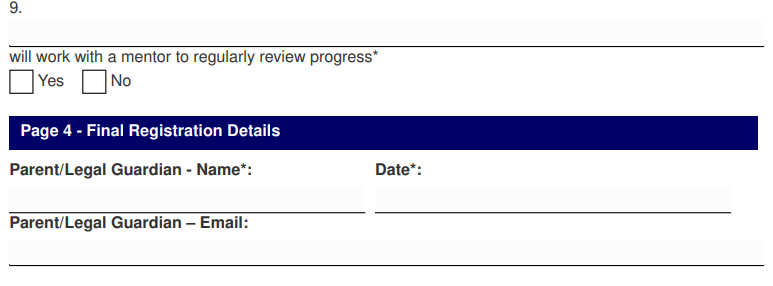 9.
will work with a mentor to regularly review progress*
Yes No
Page 4 - Final Registration Details
Parent/Legal Guardian - Name*: Date*:
Parent/Legal Guardian – Email: